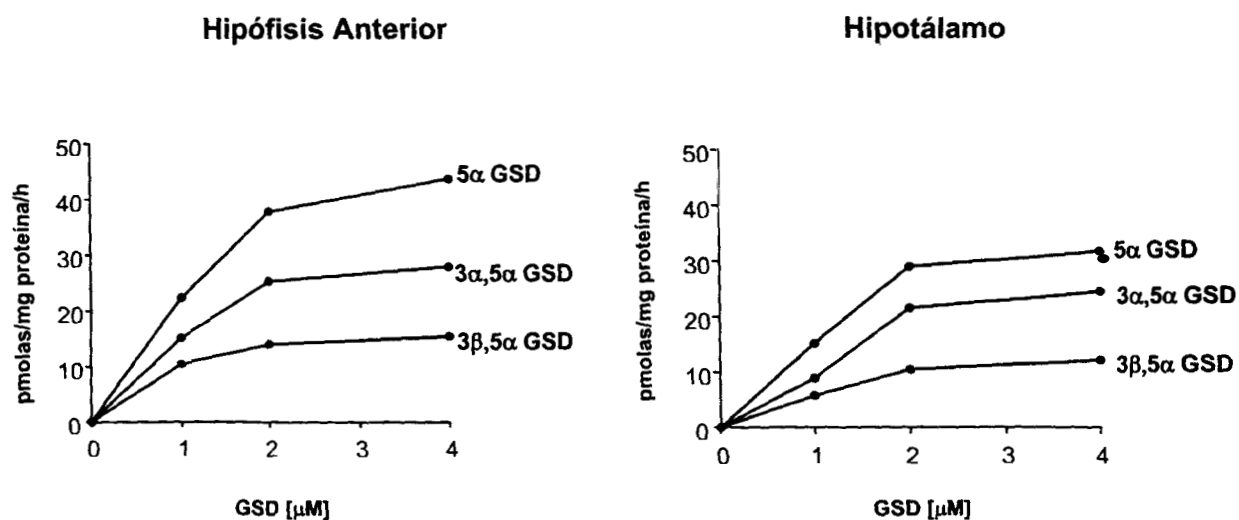 Hipófisis Anterior
pmolas/mg proteína/h
50
40
30
20
10
0
5α GSD
3α,5α GSD
3β,5α GSD
0 1 2 3 4
GSD [μM]
Hipotálamo
pmolas/mg proteína/h
50
40
30
20
10
0
5α GSD
3α,5α GSD
3β,5α GSD
0 1 2 3 4
GSD [μM]